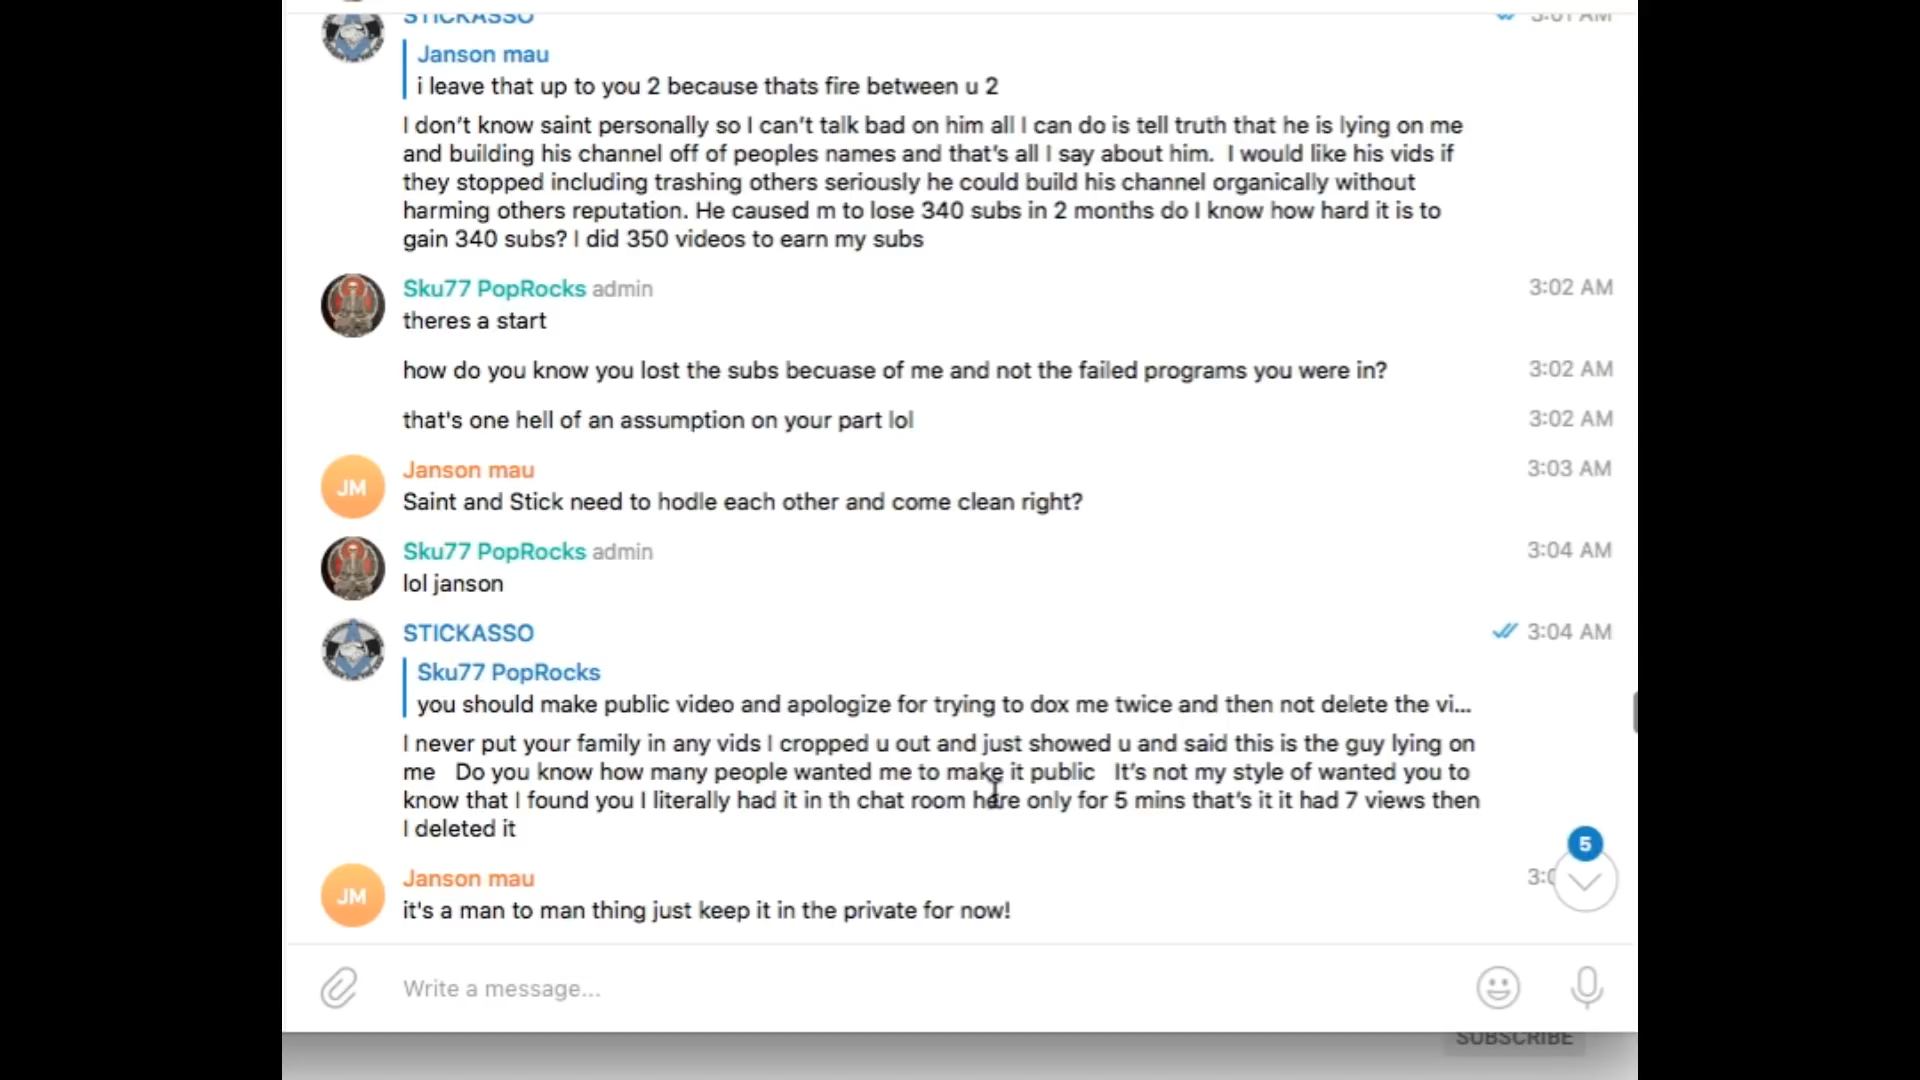 STICKASSO
3:01 AM
Janson mau
i leave that up to you 2 because thats fire between u 2
I don't know saint personally so I can't talk bad on him all I can do is tell truth that he is lying on me
and building his channel off of peoples names and that's all I say about him.  I would like his vids if
they stopped including trashing others seriously he could build his channel organically without
harming others reputation. He caused m to lose 340 subs in 2 months do I know how hard it is to
gain 340 subs? I did 350 videos to earn my subs
Sku77 PopRocks admin
3:02 AM
theres a start
how do you know you lost the subs becuase of me and not the failed programs you were in?
3:02 AM
that's one hell of an assumption on your part lol
3:02 AM
JM
Janson mau
3:03 AM
Saint and Stick need to hodle each other and come clean right?
Sku77 PopRocks admin
3:04 AM
lol janson
STICKASSO
3:04 AM
Sku77 PopRocks
you should make public video and apologize for trying to dox me twice and then not delete the vi...
I never put your family in any vids I cropped u out and just showed u and said this is the guy lying on
me   Do you know how many people wanted me to make it public   It's not my style of wanted you to
know that I found you I literally had it in th chat room here only for 5 mins that's it it had 7 views then
I deleted it
JM
Janson mau
3:0
it's a man to man thing just keep it in the private for now!
5
Write a message...
SUBSCRIBE